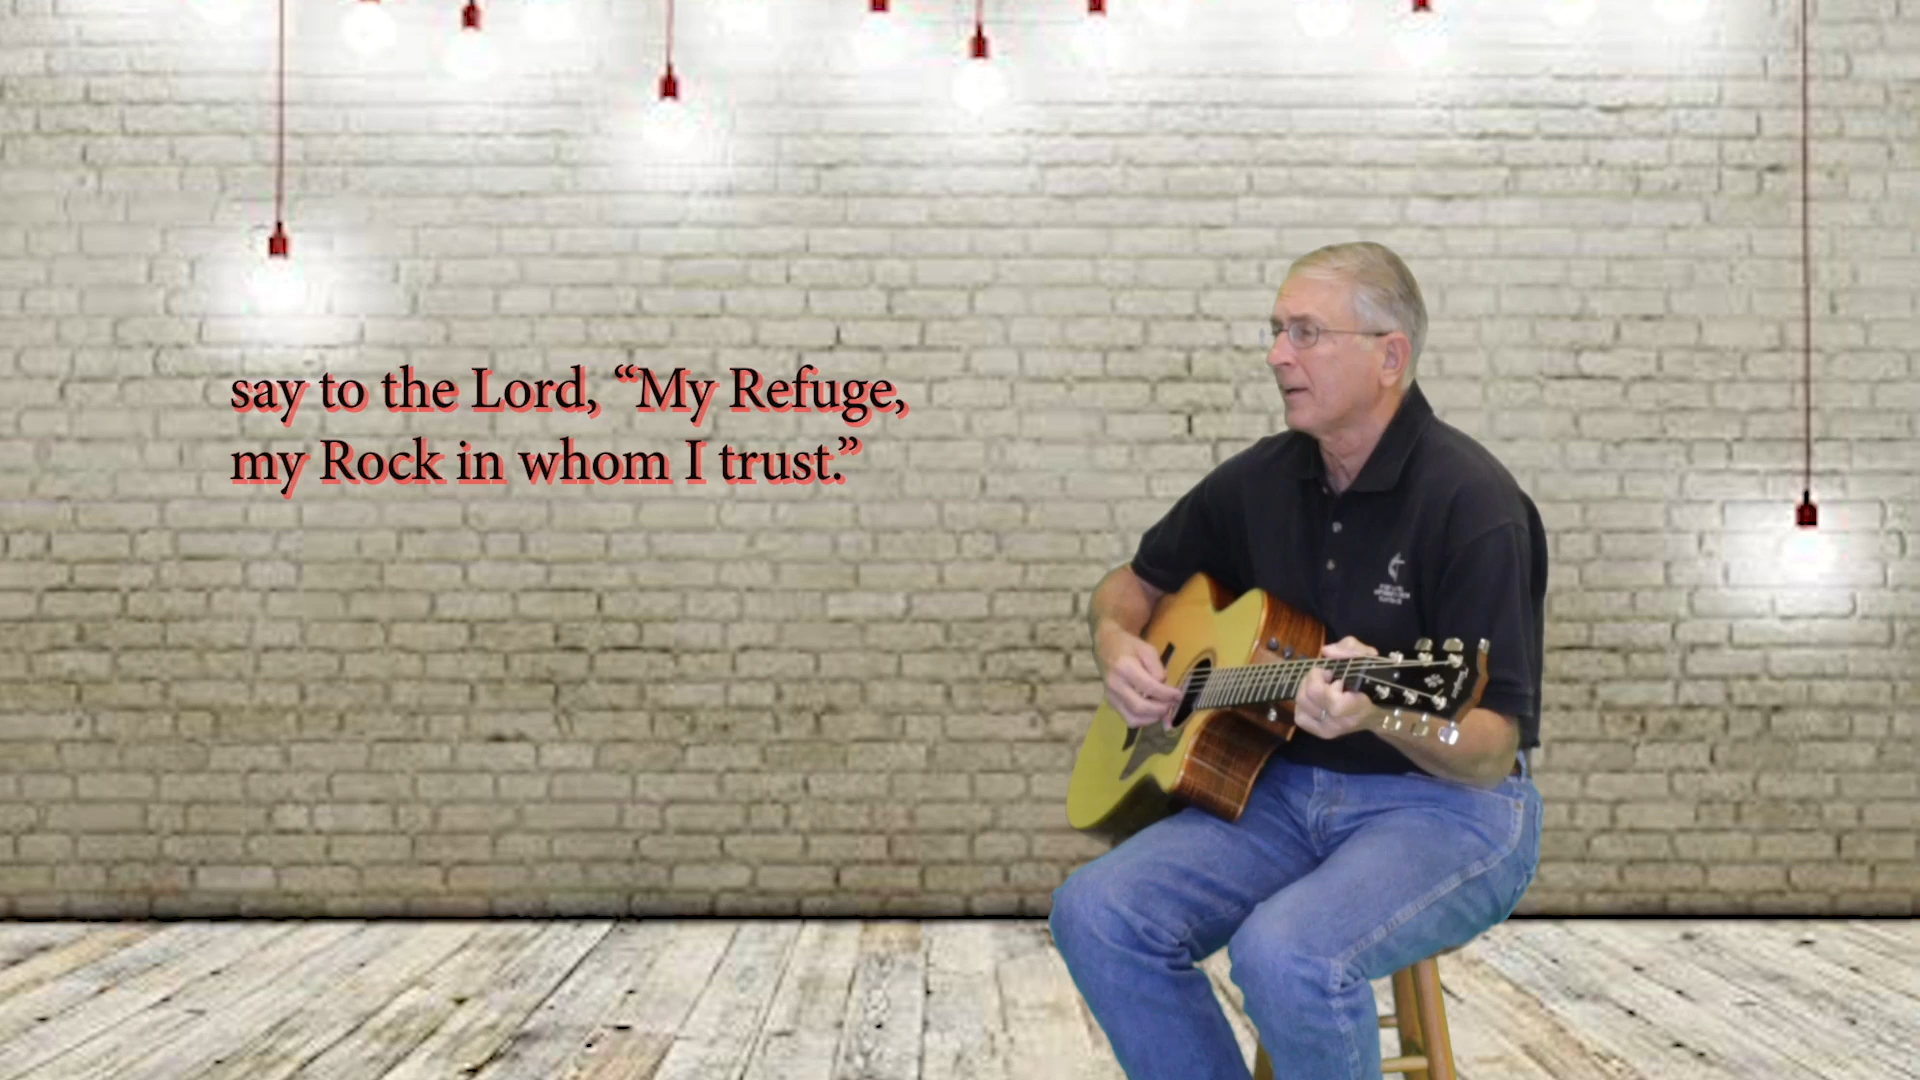 say to the Lord, “My Refuge,
my Rock in whom I trust.”